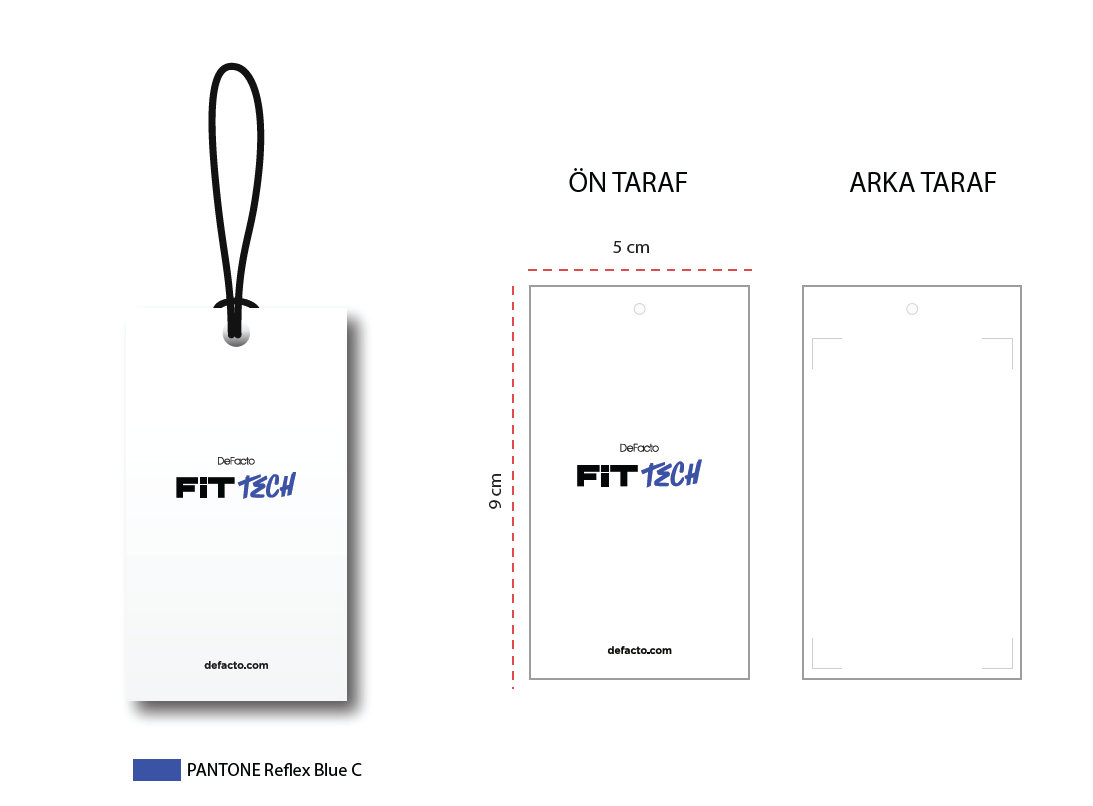 ÖN TARAF
ARKA TARAF
5 cm
9 cm
DeFacto
FiT TECH
defacto.com
DeFacto
FiT TECH
defacto.com
PANTONE Reflex Blue C